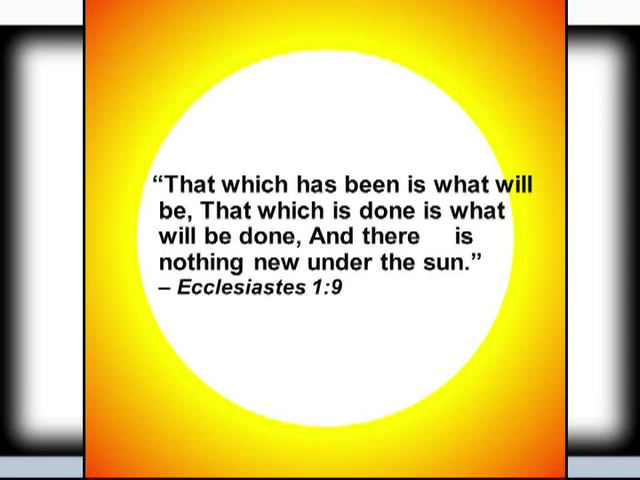 “That which has been is what will
be, That which is done is what
will be done, And there is
nothing new under the sun.”
– Ecclesiastes 1:9